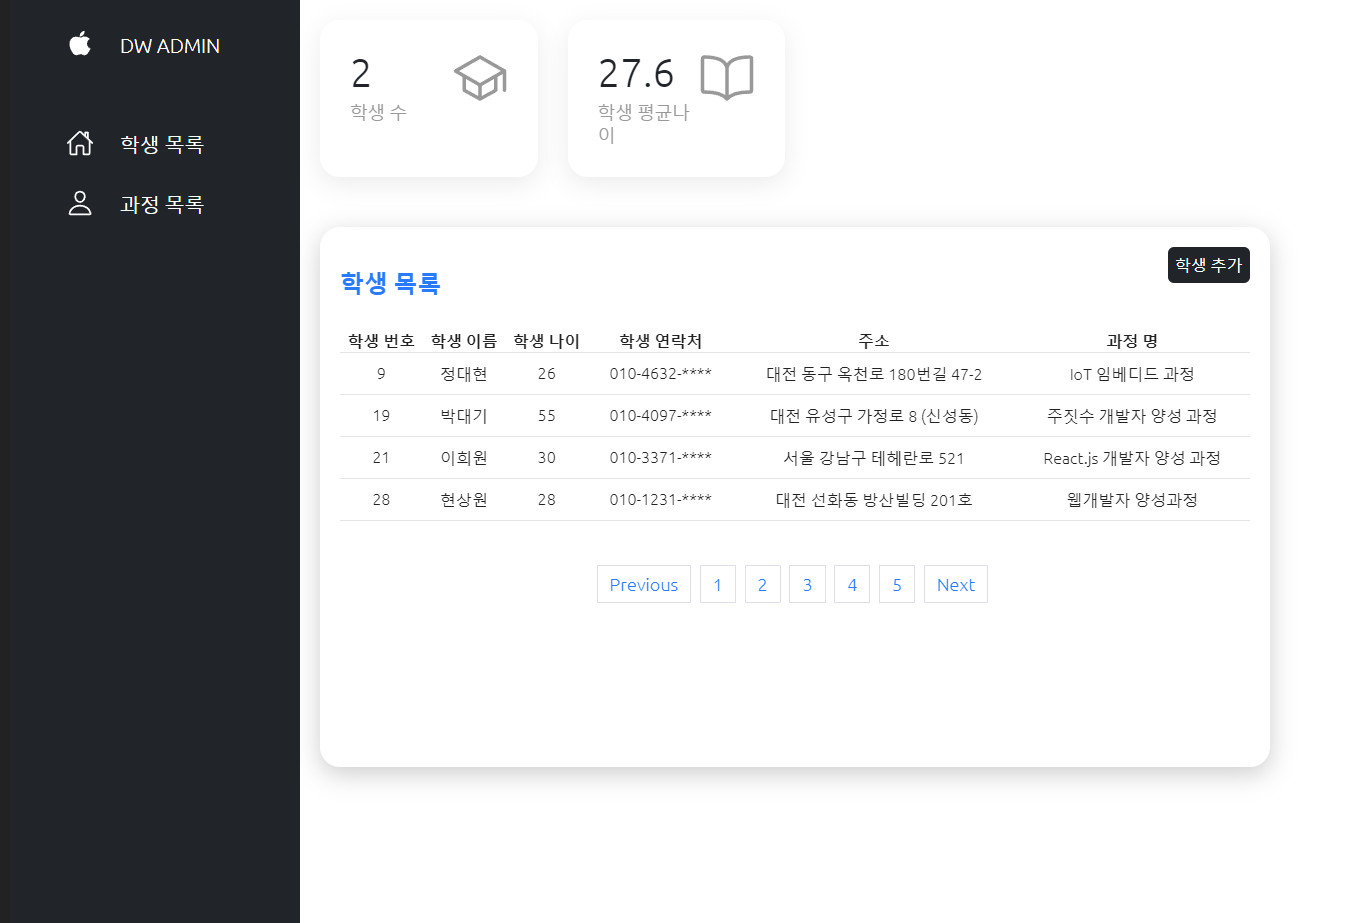 DW ADMIN
학생 목록
과정 목록
2
학생 수
27.6
학생 평균나
이
학생 추가
학생 목록
학생 번호 학생 이름 학생 나이 학생 연락처 주소 과정 명
9 정대현 26 010-4632-**** 대전 동구 옥천로 180번길 47-2 IoT 임베디드 과정
19 박대기 55 010-4097-**** 대전 유성구 가정로 8 (신성동) 주짓수 개발자 양성 과정
21 이희원 30 010-3371-**** 서울 강남구 테헤란로 521 React.js 개발자 양성 과정
28 현상원 28 010-1231-**** 대전 선화동 방산빌딩 201호 웹개발자 양성과정
Previous 1 2 3 4 5 Next